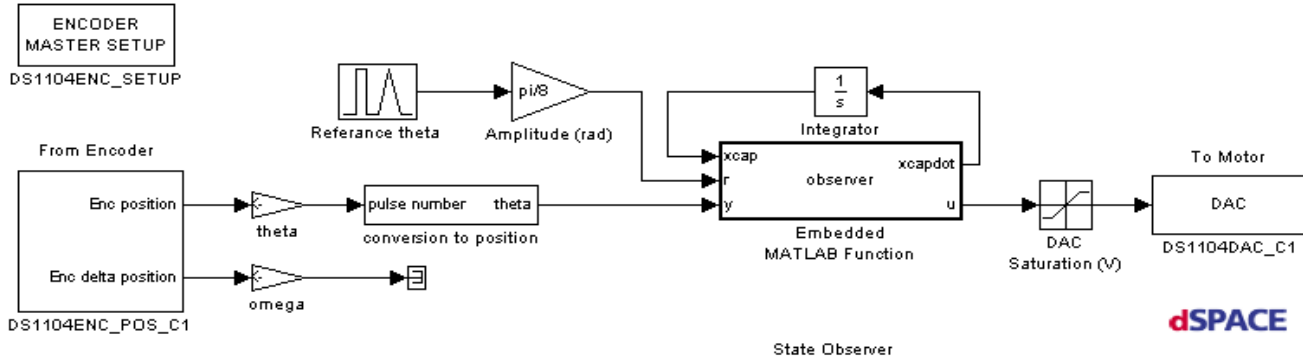 ENCODER
MASTER SETUP
DS1104ENC_SETUP
Referance theta
pi/8
Amplitude (rad)
1
s
Integrator
From Encoder
Enc position
Enc delta position
DS1104ENC_POS_C1
theta
omega
pulse number theta
conversion to position
xcap
r
y
observer
xcapdot
u
Embedded
MATLAB Function
DAC
Saturation (V)
To Motor
DAC
DS1104DAC_C1
dSPACE
State Observer